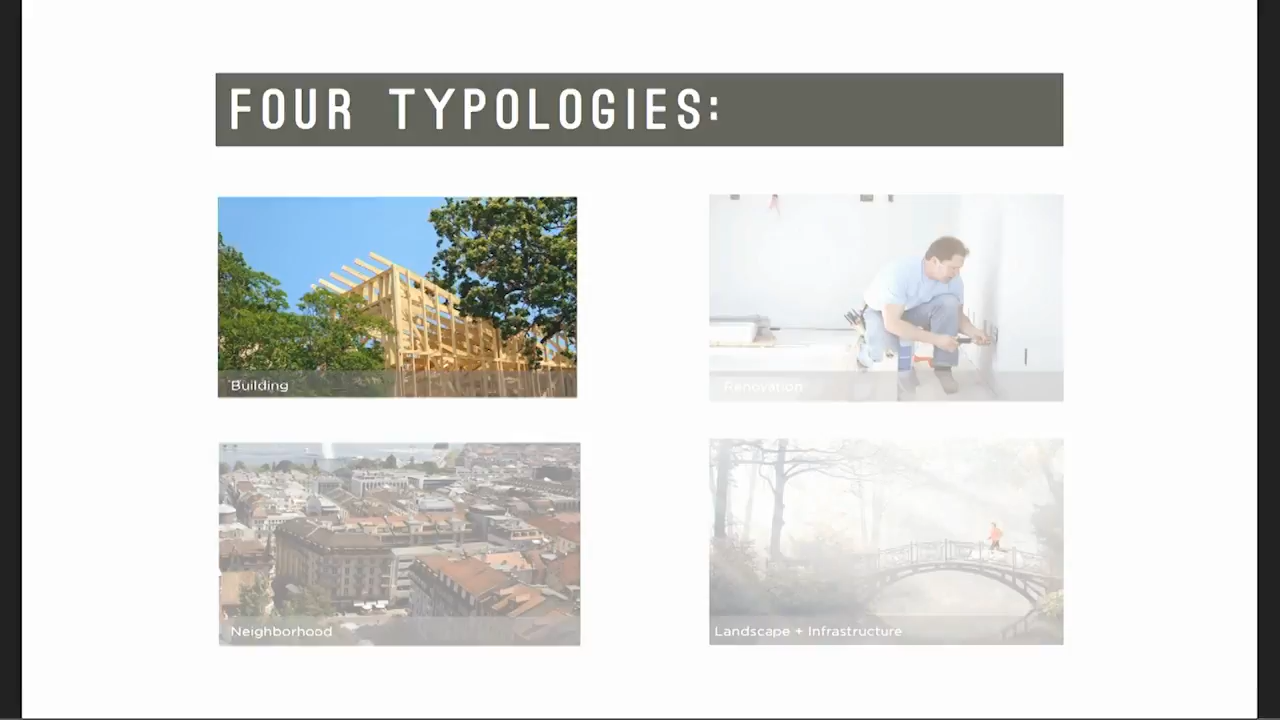 FOUR TYPOLOGIES:
Building
Renovation
Neighborhood
Landscape + Infrastructure